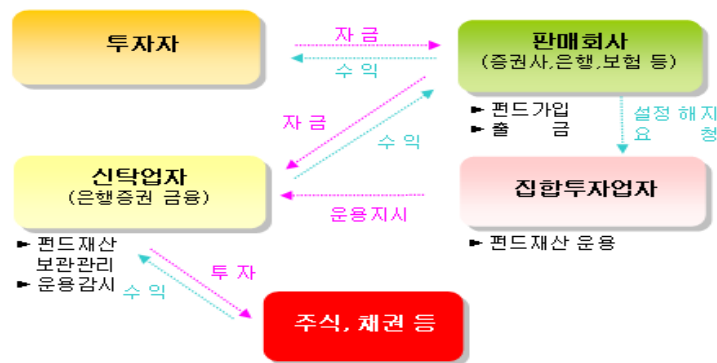 투자자
자 금
수 익
판매회사
(증권사,은행,보험 등)
► 펀드가입
► 출 금
설정 해지
요 청
자 금
수 익
신탁업자
(은행증권 금융)
► 펀드재산
보관관리
► 운용감시
운용지시
집합투자업자
► 펀드재산 운용
투 자
수 익
주식, 채권 등